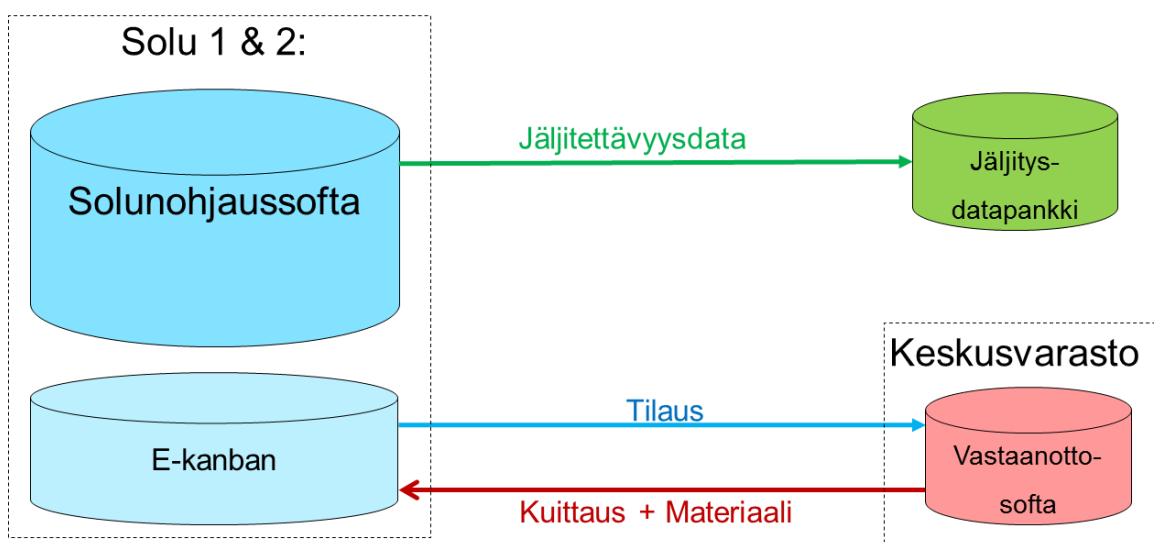 Solu 1 & 2:
Solunohjaussofta
Jäljitettävyysdata
Jäljitys-
datapankki
Keskusvarasto
E-kanban
Tilaus
Vastaanotto-
softa
Kuittaus + Materiaali